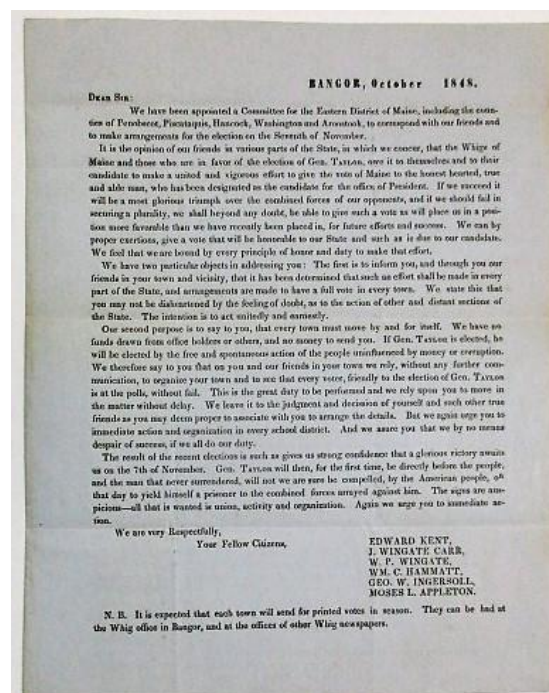 BANGOR, October 1848.
DEAR SIR:
We have been appointed a Committee for the Eastern District of Maine, including the coun-
ties of Penobscot, Piscataquis, Hancock, Washington and Aroostook, to correspond with our friends and
to make arrangements for the election on the Seventh of November.
It is the opinion of our friends in various parts of the State, in which we concur, that the Whigs of
Maine and those who are in favor of the election of Gen. TAYLOR, owe it to themselves and to their
candidate to make a united and vigorous effort to give the vote of Maine to the honest hearted, true
and able man, who has been designated as the candidate for the office of President. If we succeed it
will be a most glorious triumph over the combined forces of our opponents, and if we should fail in
securing a plurality, we shall beyond any doubt, be able to give such a vote as will place us in a posi-
tion more favorable than we have recently been placed in, for future efforts and success. We can by
proper exertions, give a vote that will be honorable to our State and such as is due to our candidate.
We feel that we are bound by every principle of honor and duty to make that effort.
We have two particular objects in addressing you: The first is to inform you, and through you our
friends in your town and vicinity, that it has been determined that such an effort shall be made in every
part of the State, and arrangements are made to have a full vote in every town. We state this that
you may not be disheartened by the feeling of doubt, as to the action of other and distant sections of
the State. The intention is to act unitedly and earnestly.
Our second purpose is to say to you, that every town must move by and for itself. We have no
funds drawn from office holders or others, and no money to send you. If Gen. TAYLOR is elected, he
will be elected by the free and spontaneous action of the people uninfluenced by money or corruption.
We therefore say to you that on you and our friends in your town we rely, without any further com-
munication, to organize your town and to see that every voter, friendly to the election of Gen. TAYLOR
is at the polls, without fail. This is the great duty to be performed and we rely upon you to move in
the matter without delay. We leave it to the judgment and decision of yourself and such other true
friends as you may deem proper to associate with you to arrange the details. But we again urge you to
immediate action and organization in every school district. And we assure you that we by no means
despair of success, if we all do our duty.
The result of the recent elections is such as gives us strong confidence that a glorious victory awaits
us on the 7th of November. Gen. TAYLOR will then, for the first time, be directly before the people,
and the man that never surrendered, will not we are sure be compelled, by the American people, on
that day to yield himself a prisoner to the combined forces arrayed against him. The signs are aus-
picious—all that is wanted is union, activity and organization. Again we urge you to immediate ac-
tion.
We are very Respectfully,
Your Fellow Citizens,
EDWARD KENT,
J. WINGATE CARR,
W. P. WINGATE,
WM. C. HAMMATT,
GEO. W. INGERSOLL,
MOSES L. APPLETON.
N. B. It is expected that each town will send for printed votes in season. They can be had at
the Whig office in Bangor, and at the offices of other Whig newspapers.